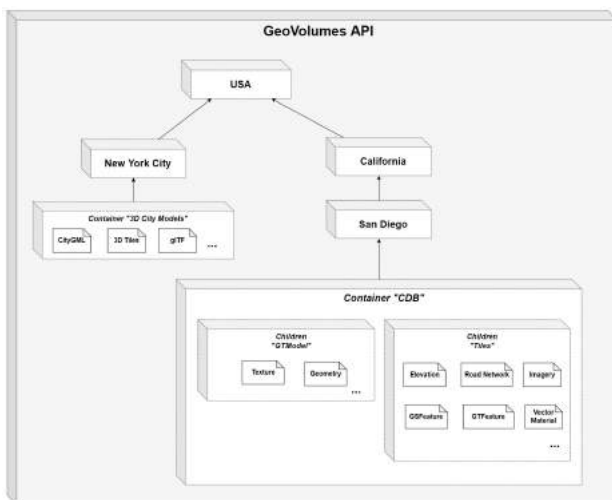 GeoVolumes API
USA
New York City
California
Container "3D City Models"
CityGML
3D Tiles
glTF
...
San Diego
Container "CDB"
Children
"GTModel"
Texture
Geometry
...
Children
"Tiles"
Elevation
Road Network
Imagery
GSFeature
GTFeature
Vector
Material
...